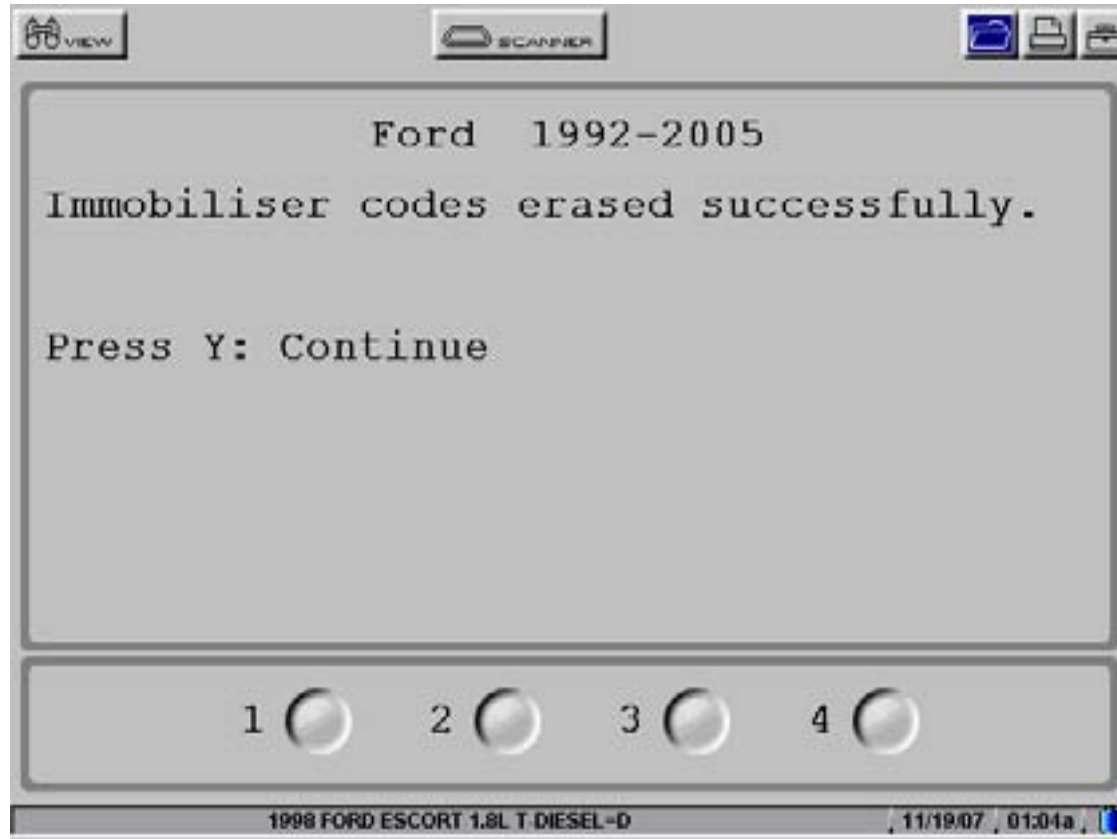 VIEW
SCANNER
Ford 1992-2005
Immobiliser codes erased successfully.
Press Y: Continue
1 2 3 4
1998 FORD ESCORT 1.8L T DIESEL=D , 11/19/07 , 01:04a ,